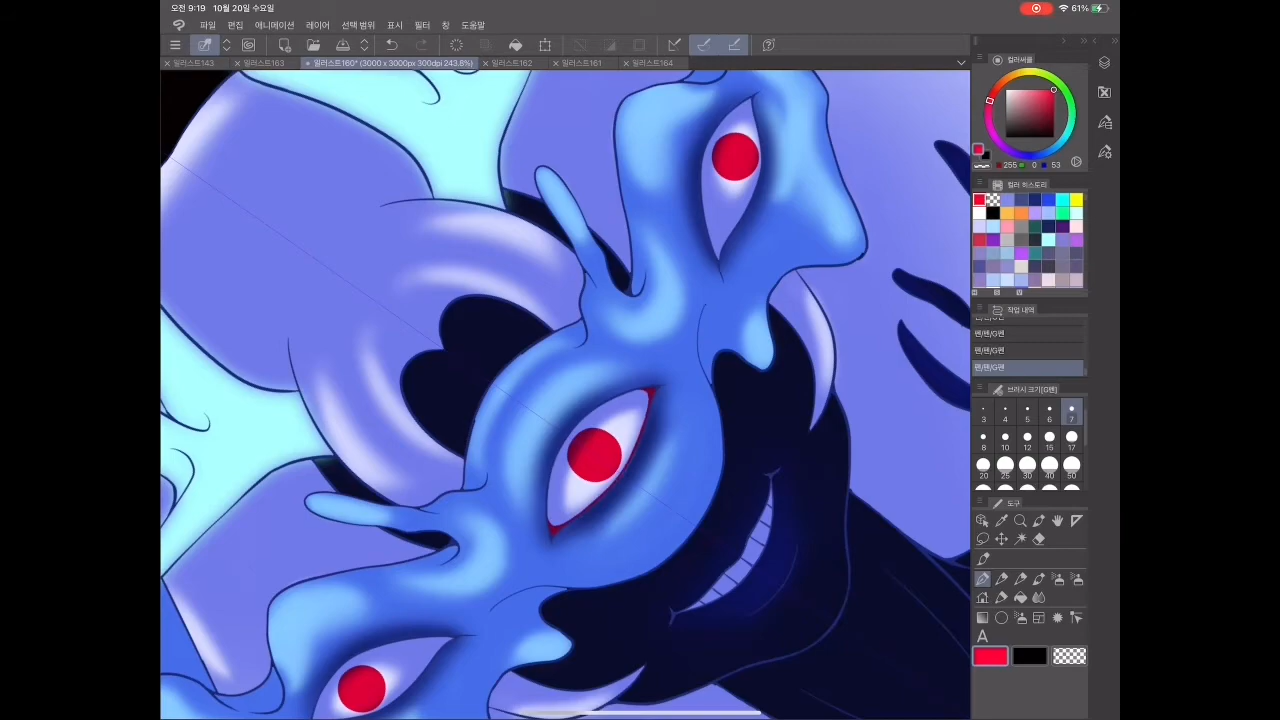 오전 9:19 10월 20일 수요일
61%
파일 편집 애니메이션 레이어 선택 범위 표시 필터 창 도움말
일러스트143 일러스트163 일러스트160* (3000 x 3000px 300dpi 243.8%) 일러스트162 일러스트161 일러스트164
컬러써클
255 0 53
컬러 히스토리
작업 내역
펜/펜/G펜
펜/펜/G펜
펜/펜/G펜
브러시 크기[G펜]
3 4 5 6 7
8 10 12 15 17
20 25 30 40 50
도구
A